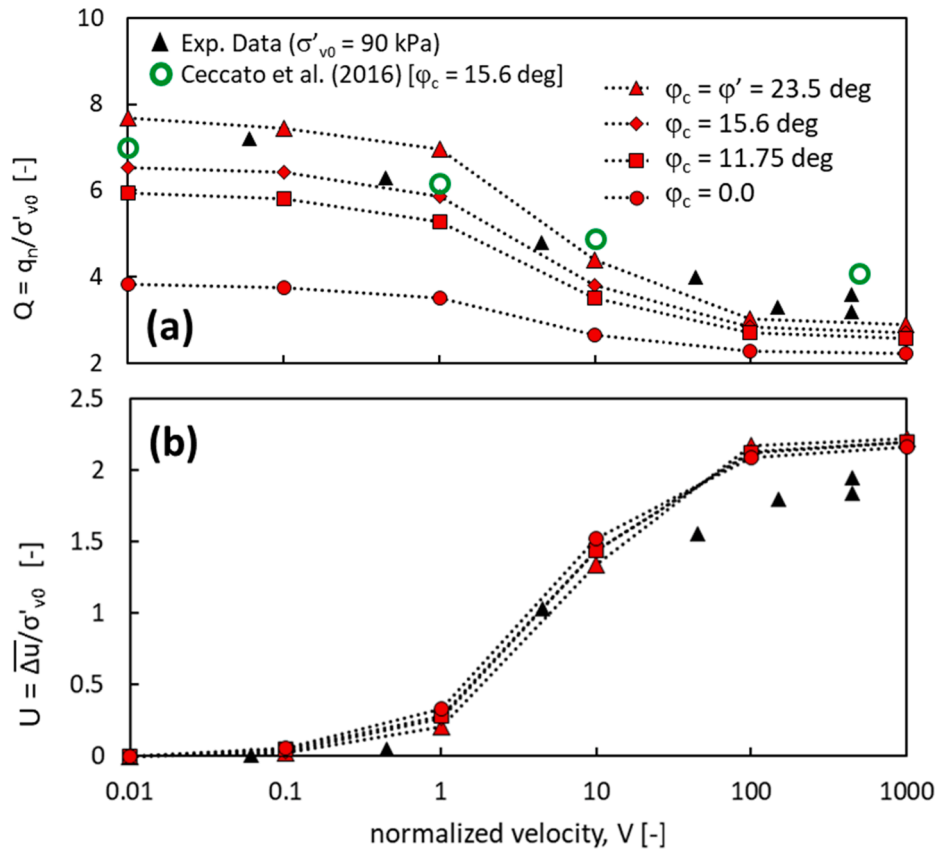 10
8
6
4
2
Q = qn/σ'v0 [-]
▲ Exp. Data (σ'v0 = 90 kPa)
Ceccato et al. (2016) [φc = 15.6 deg]
φc = φ' = 23.5 deg
φc = 15.6 deg
φc = 11.75 deg
φc = 0.0
(a)
2.5
2
1.5
1
0.5
0
U = Δu/σ'v0 [-]
(b)
0.01 0.1 1 10 100 1000
normalized velocity, V [-]